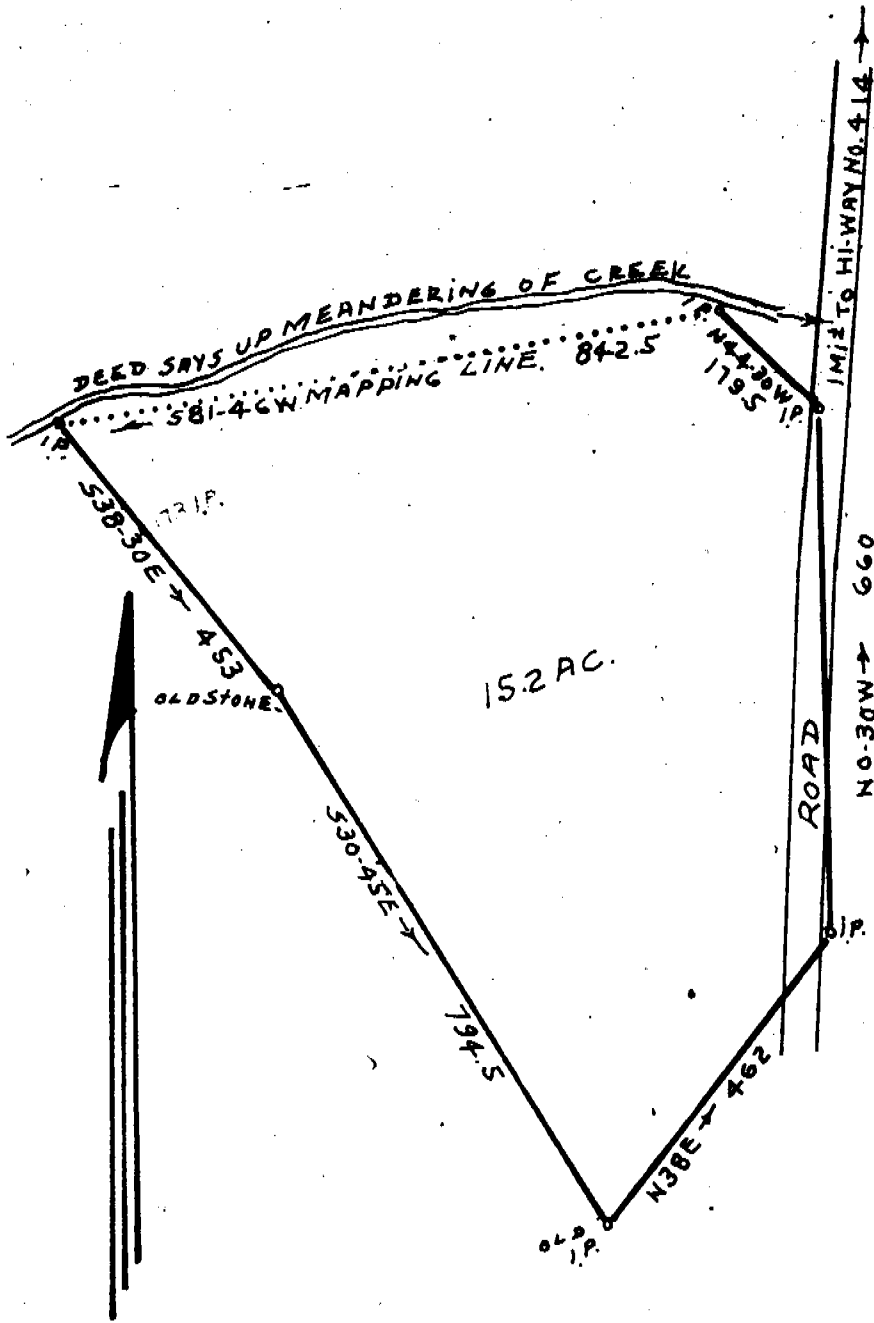 1 Mi± TO HI-WAY NO. 414 →
DEED SAYS UP MEANDERING OF CREEK
I.P.
N44-30W
179.5
I.P.
S81-46W MAPPING LINE. 842.5
I.P.
S38-30E → 453
173 I.P.
OLD STONE.
15.2 AC.
N0-30W → 660
ROAD
S30-45E →
794.5
I.P.
N38E → 462
OLD
I.P.